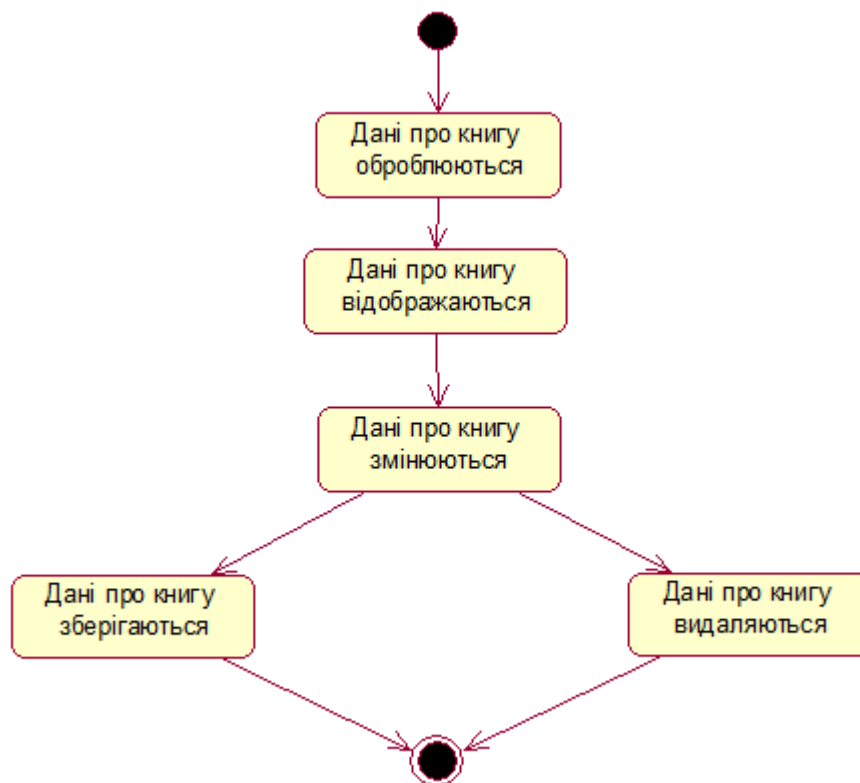 Дані про книгу
оброблюються
Дані про книгу
відображаються
Дані про книгу
змінюються
Дані про книгу
зберігаються
Дані про книгу
видаляються